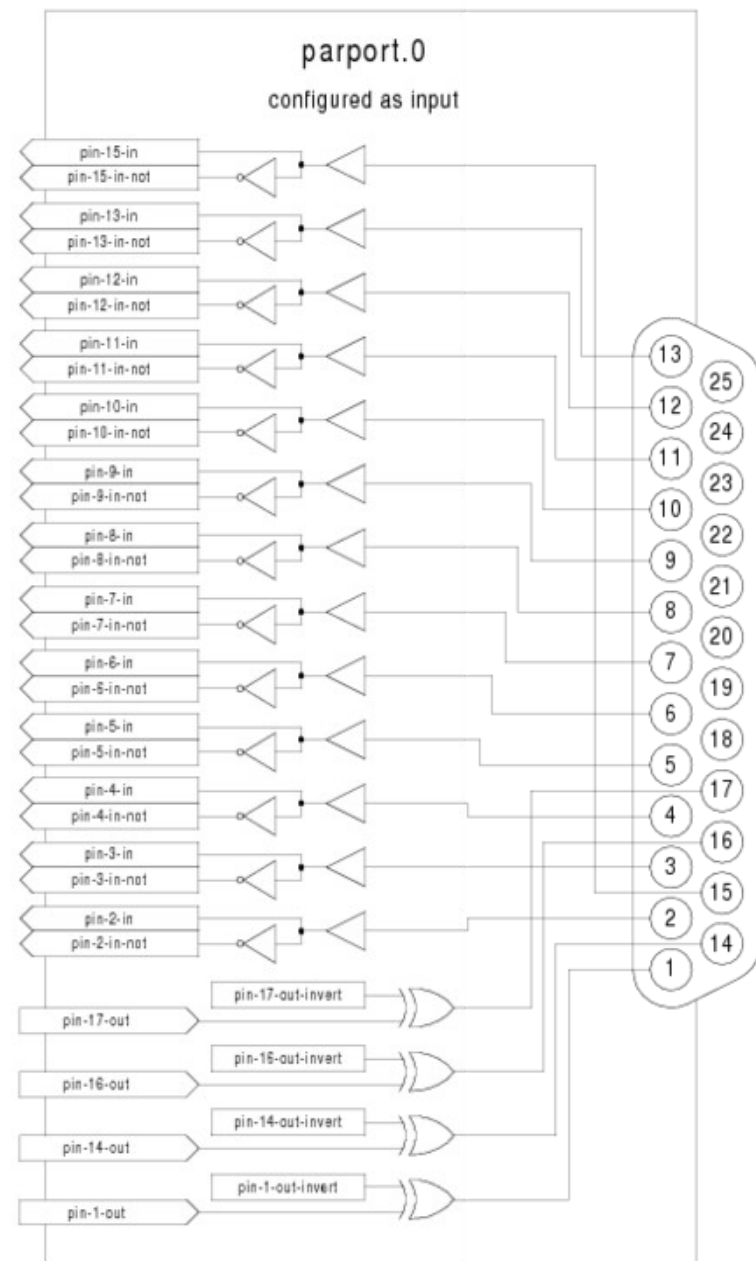 parport.0
configured as input
pin-15-in
pin-15-in-not
pin-13-in
pin-13-in-not
pin-12-in
pin-12-in-not
pin-11-in
pin-11-in-not
pin-10-in
pin-10-in-not
pin-9-in
pin-9-in-not
pin-8-in
pin-8-in-not
pin-7-in
pin-7-in-not
pin-6-in
pin-6-in-not
pin-5-in
pin-5-in-not
pin-4-in
pin-4-in-not
pin-3-in
pin-3-in-not
pin-2-in
pin-2-in-not
pin-17-out-invert
pin-17-out
pin-16-out-invert
pin-16-out
pin-14-out-invert
pin-14-out
pin-1-out-invert
pin-1-out
13
25
12
24
11
23
10
22
9
21
8
20
7
19
6
18
5
17
4
16
3
15
2
14
1